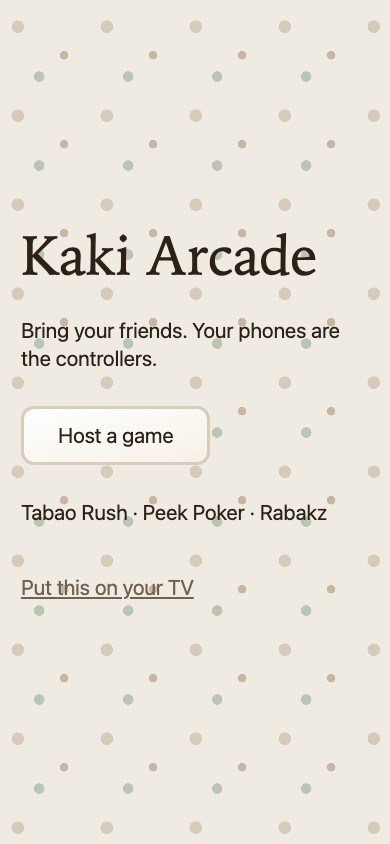 Kaki Arcade
Bring your friends. Your phones are
the controllers.
Host a game
Tabao Rush · Peek Poker · Rabakz
Put this on your TV